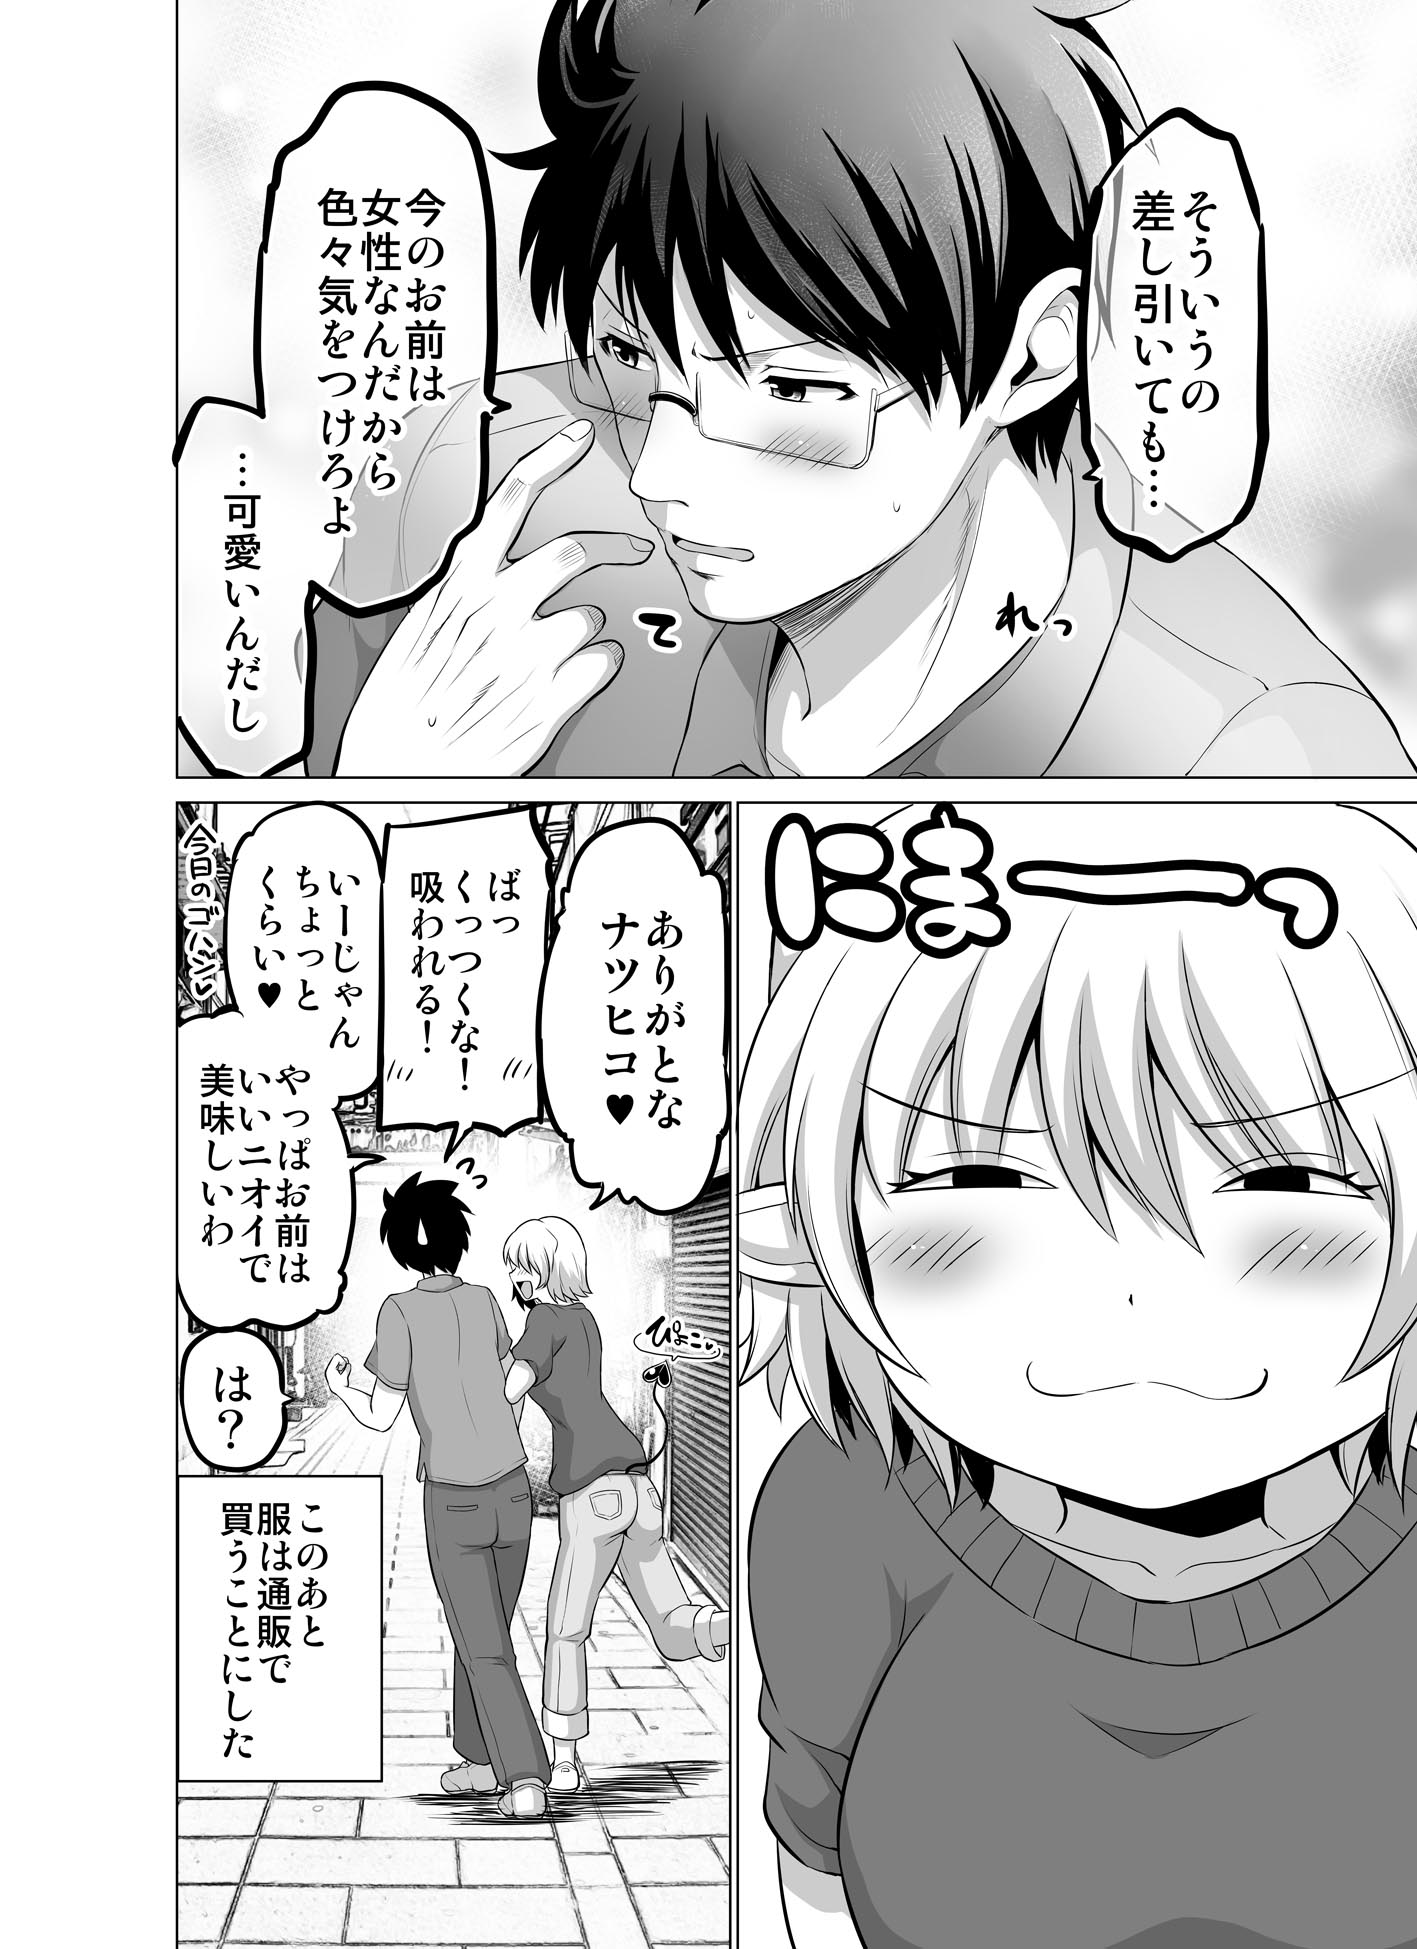 そういうの
差し引いても…
今のお前は
女性なんだから
色々気をつけろよ
…可愛いんだし
れっ
て
にまーっ
ありがとな
ナツヒコ♥
ばっ
くっつくな！
吸われる！
いーじゃん
ちょっと
くらい♥
今日のゴハン♡
やっぱお前は
いいニオイで
美味しいわ
は？
ぴょこ♡
このあと
服は通販で
買うことにした